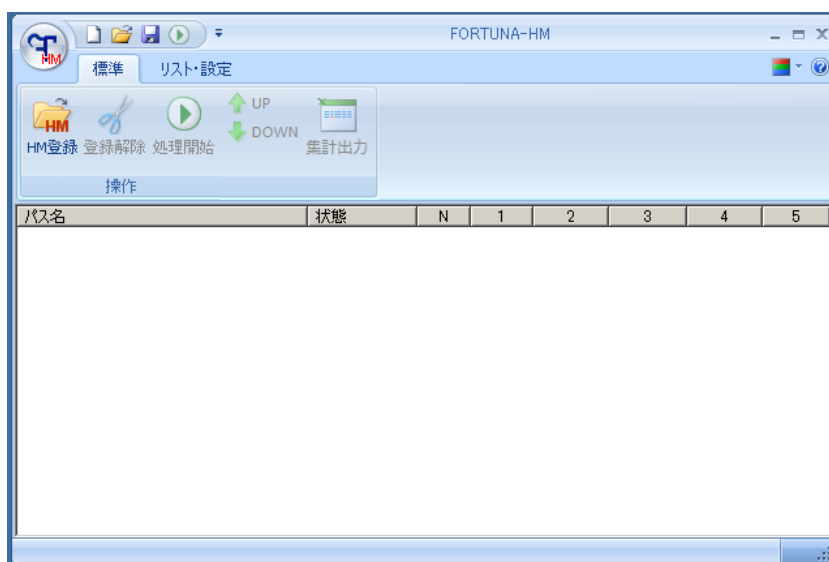 FORTUNA-HM
HM
標準 リスト・設定
HM
UP
DOWN
HM登録 登録解除 処理開始 集計出力
操作
パス名 状態 N 1 2 3 4 5